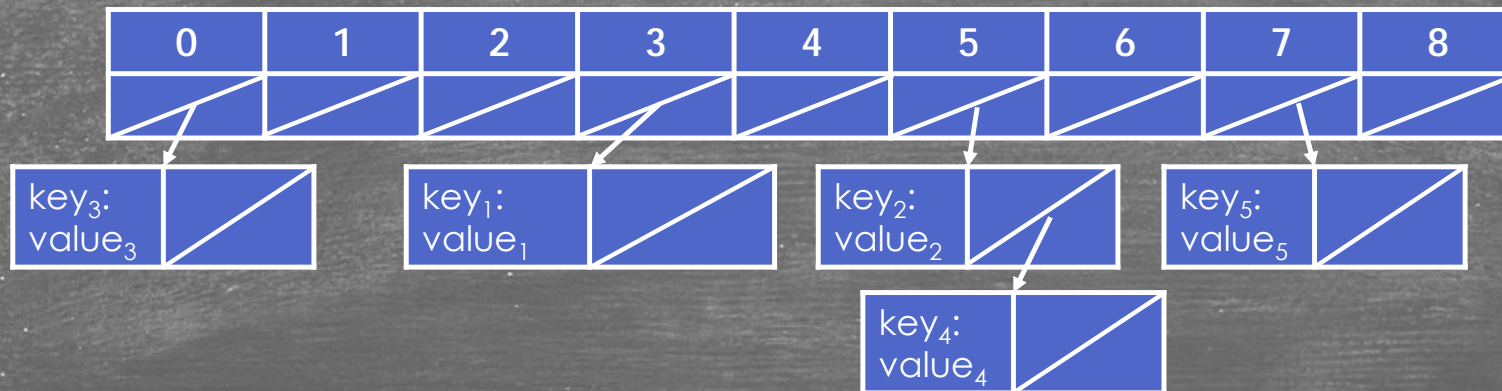 0 1 2 3 4 5 6 7 8
key₃:
value₃
key₁:
value₁
key₂:
value₂
key₅:
value₅
key₄:
value₄